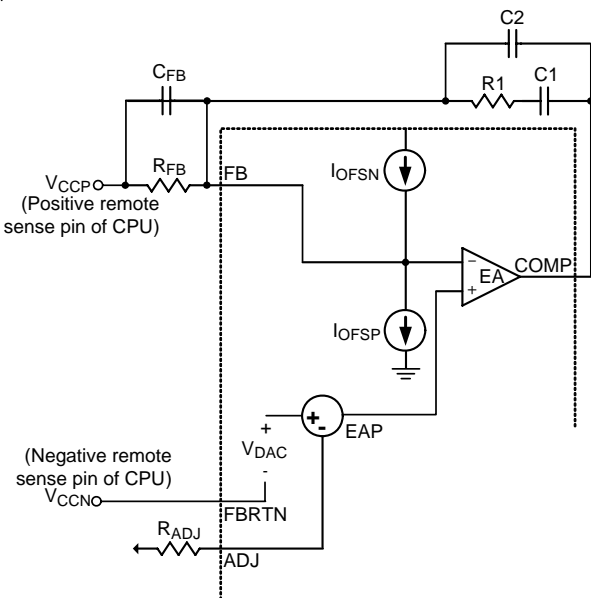 C2
CFB
R1
C1
RFB
FB
VCCP
(Positive remote
sense pin of CPU)
IOFSN
−
EA
COMP
+
IOFSP
+
-
EAP
+
VDAC
-
(Negative remote
sense pin of CPU)
VCCN
FBRTN
RADJ
ADJ